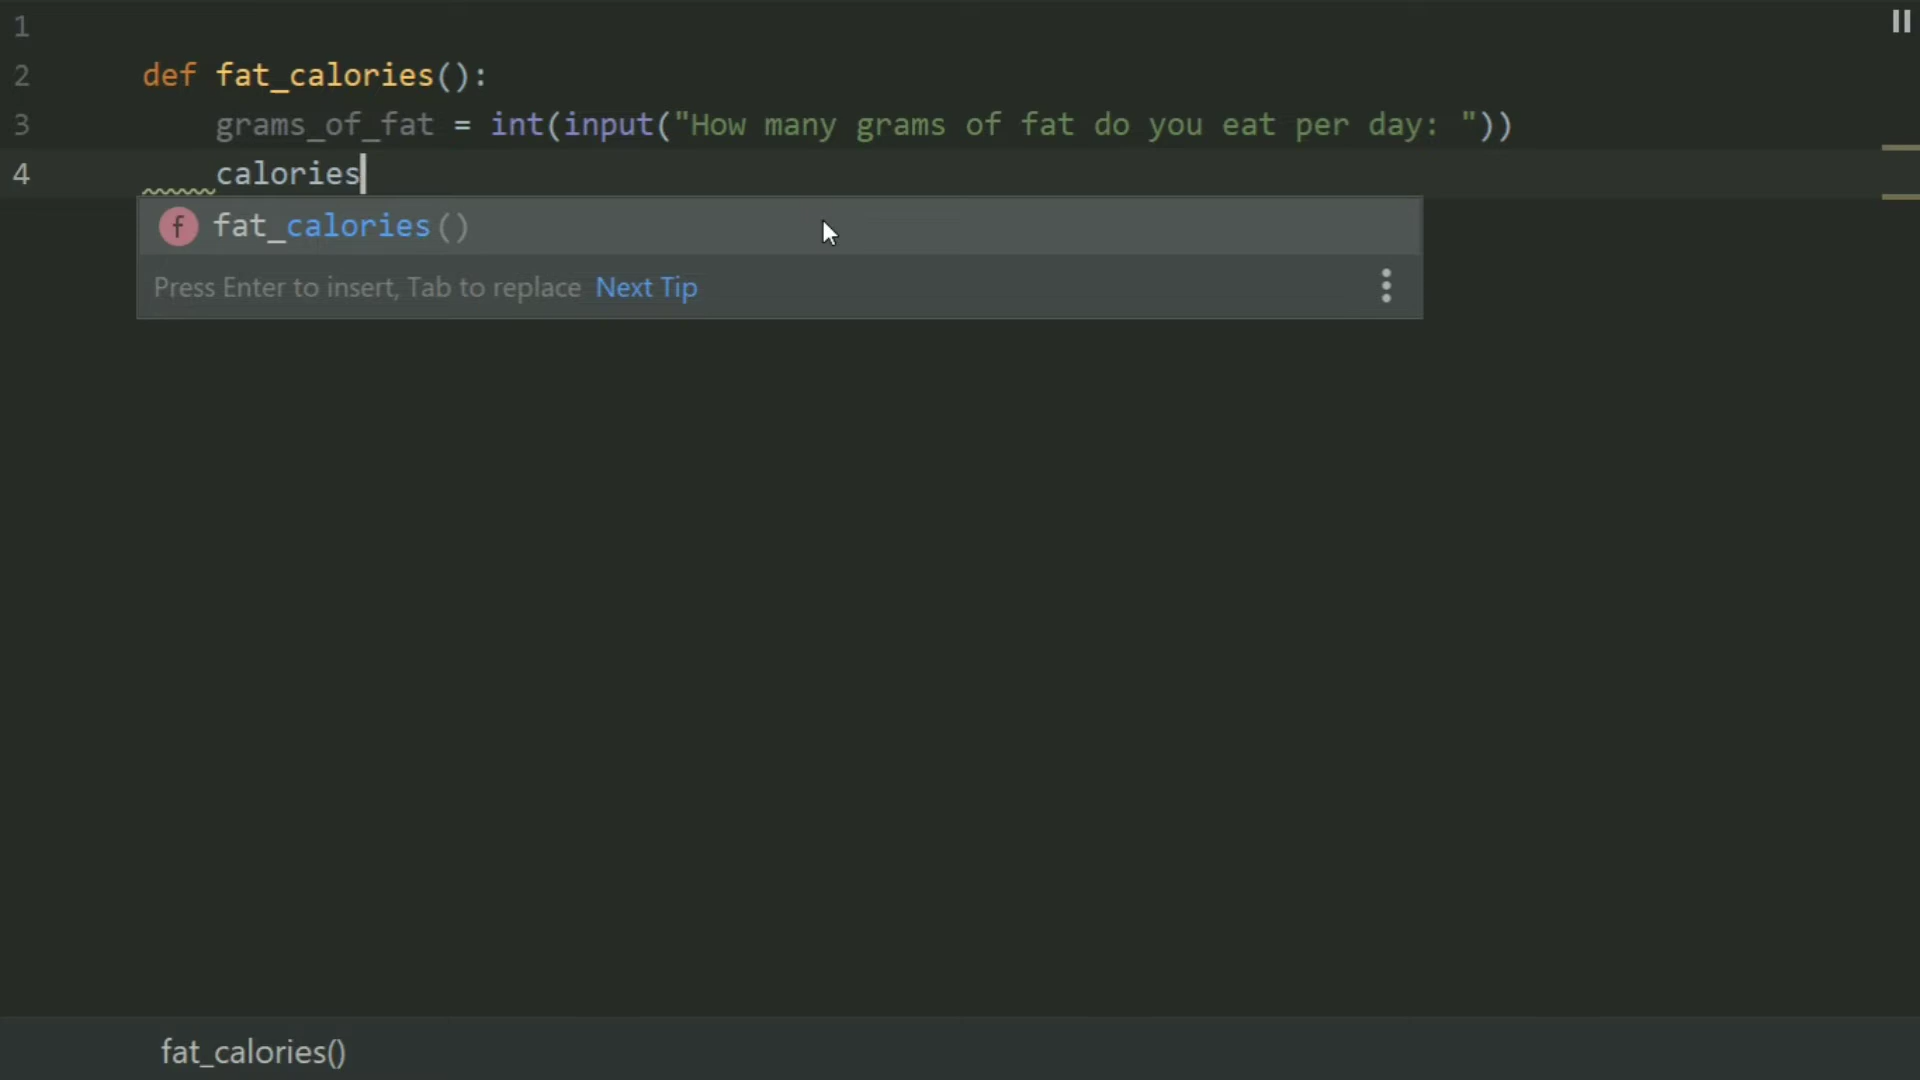 1
2 def fat_calories():
3 grams_of_fat = int(input("How many grams of fat do you eat per day: "))
4 calories
f fat_calories()
Press Enter to insert, Tab to replace Next Tip
fat_calories()